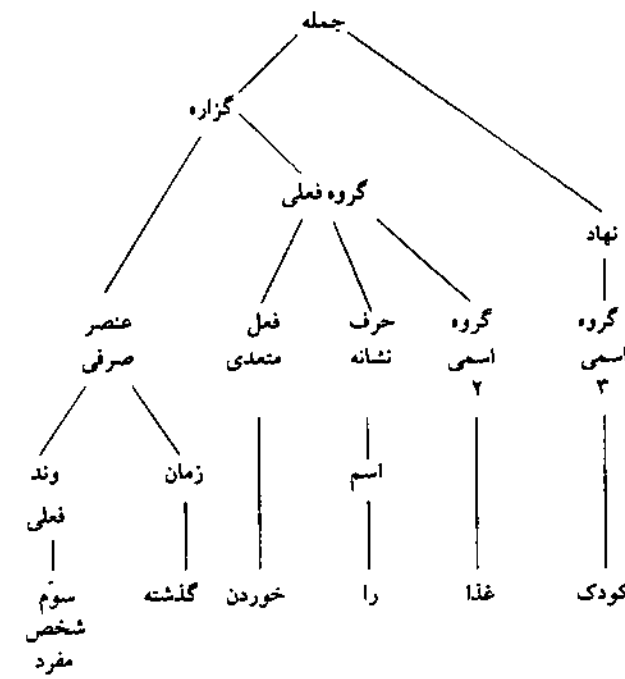 جمله
گزاره
گروه فعلی
نهاد
گروه اسمی ۳
گروه اسمی ۲
حرف نشانه
فعل متعدی
عنصر صرفی
اسم
زمان
وند فعلی
کودک
غذا
را
خوردن
گذشته
سوّم شخص مفرد